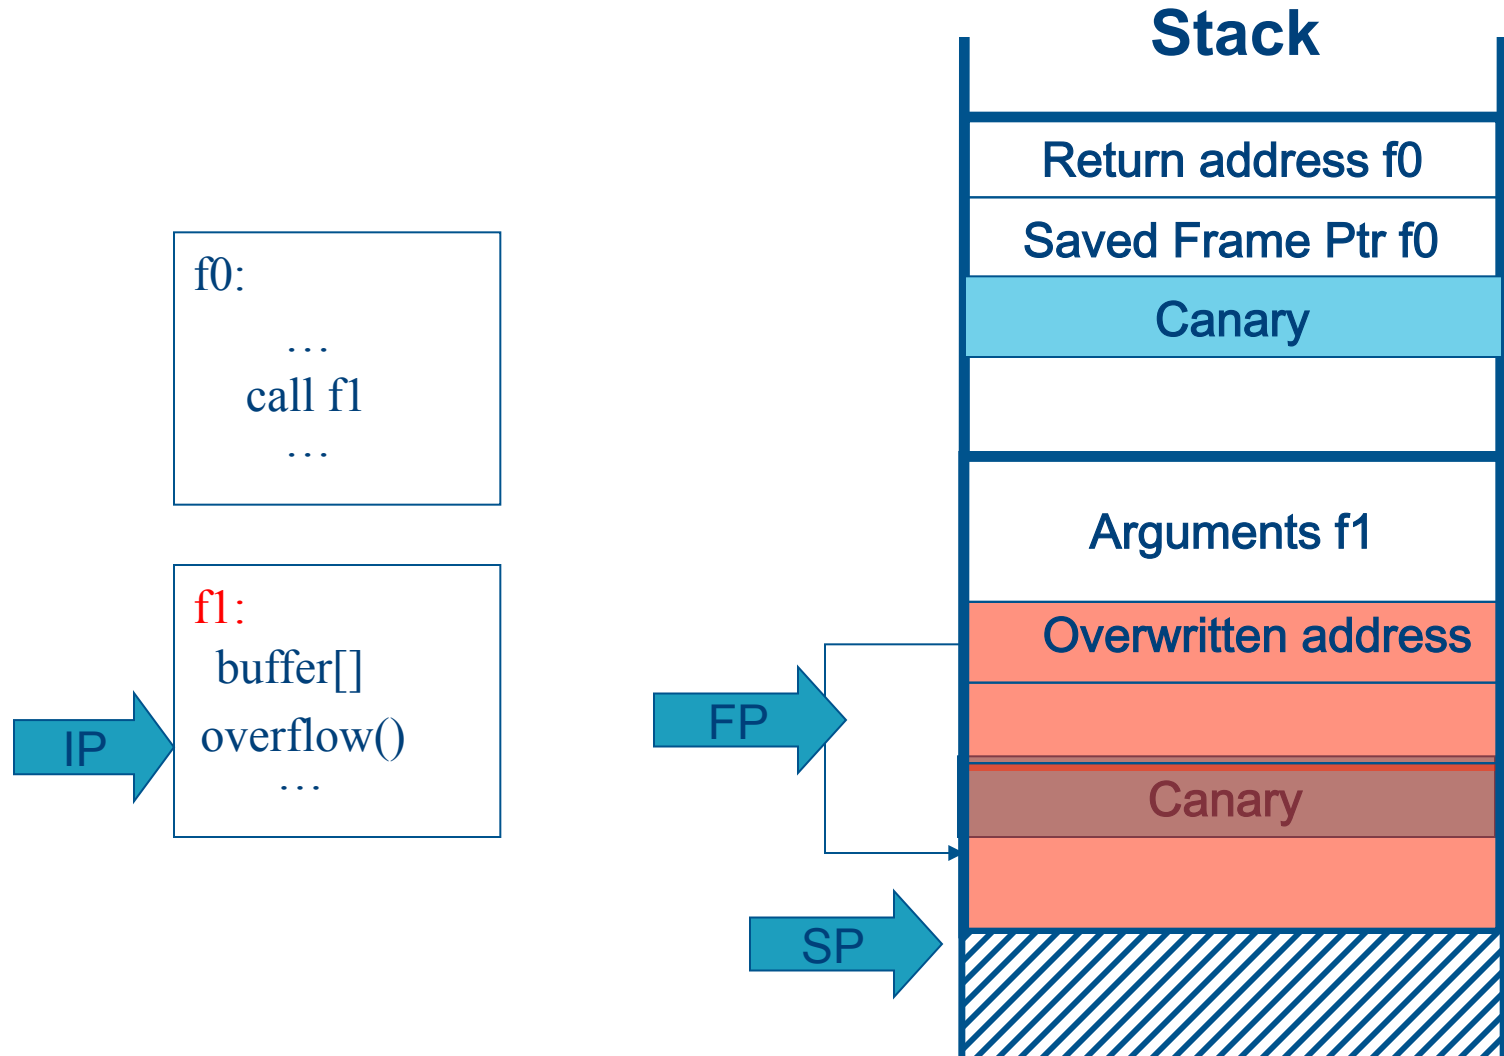 Stack
Return address f0
Saved Frame Ptr f0
Canary
f0:
…
call f1
…
Arguments f1
f1:
buffer[]
overflow()
…
Overwritten address
IP
FP
Canary
SP